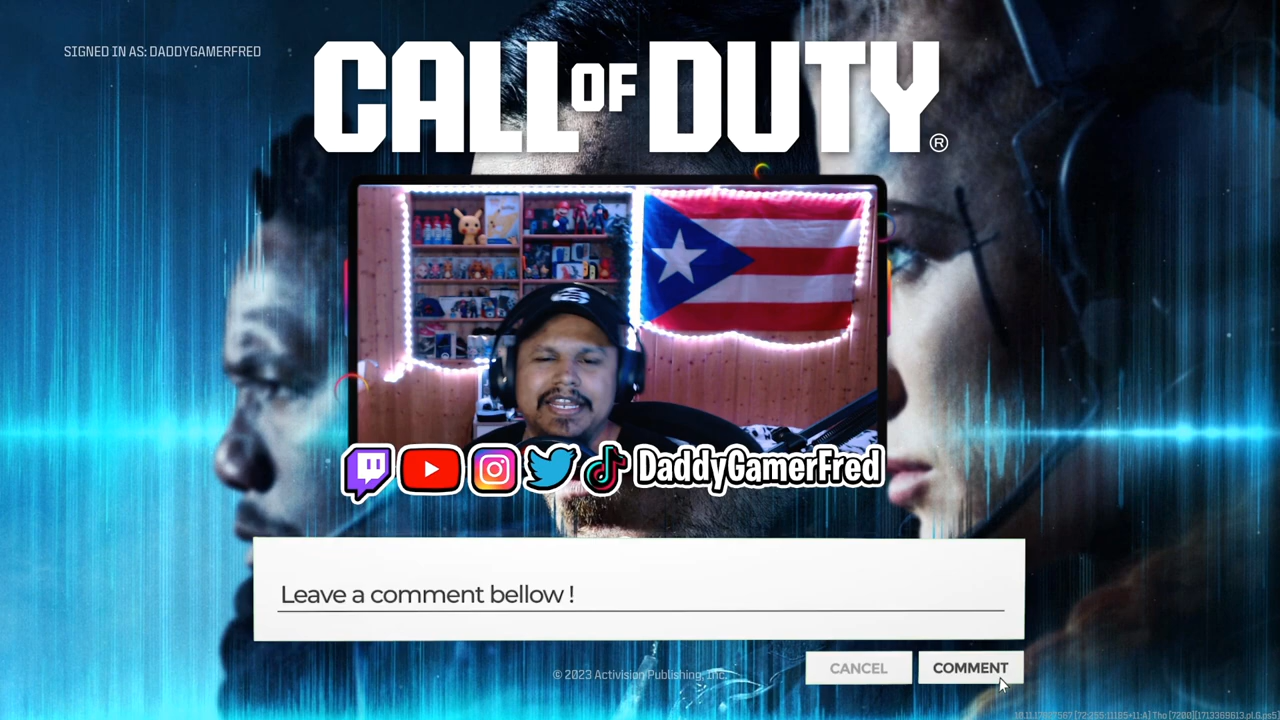 SIGNED IN AS: DADDYGAMERFRED
CALL OF DUTY®
DaddyGamerFred
Leave a comment bellow !
CANCEL
COMMENT
© 2023 Activision Publishing, Inc.